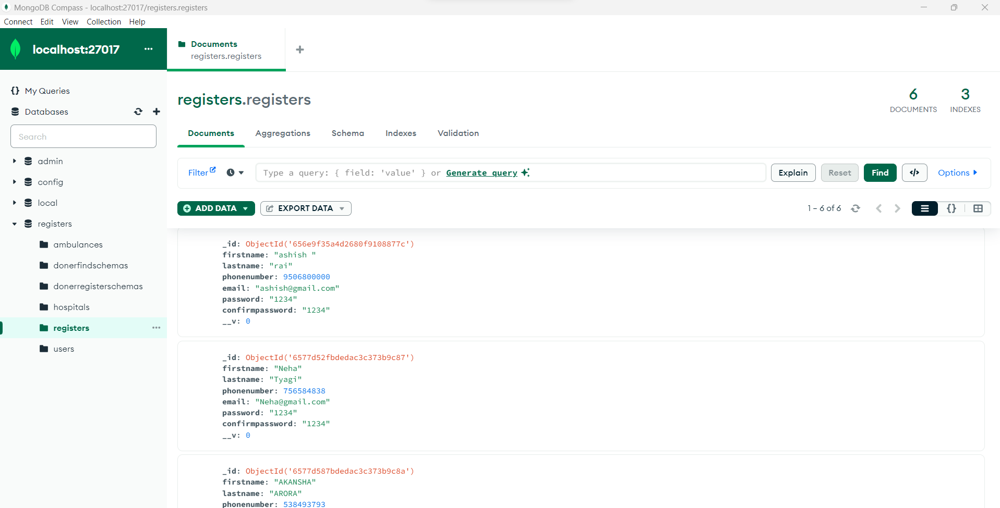 MongoDB Compass - localhost:27017/registers.registers
Connect Edit View Collection Help
localhost:27017 ...
Documents
registers.registers
{} My Queries
Databases
Search
admin
config
local
registers
ambulances
donerfindschemas
donerregisterschemas
hospitals
registers
users
registers.registers
6
DOCUMENTS
3
INDEXES
Documents Aggregations Schema Indexes Validation
Filter Type a query: { field: 'value' } or Generate query Explain Reset Find </> Options
ADD DATA EXPORT DATA 1 – 6 of 6 {}
_id: ObjectId('656e9f35a4d2680f9108877c')
firstname: "ashish "
lastname: "rai"
phonenumber: 9506800000
email: "ashish@gmail.com"
password: "1234"
confirmpassword: "1234"
__v: 0
_id: ObjectId('6577d52fbdedac3c373b9c87')
firstname: "Neha"
lastname: "Tyagi"
phonenumber: 756584838
email: "Neha@gmail.com"
password: "1234"
confirmpassword: "1234"
__v: 0
_id: ObjectId('6577d587bdedac3c373b9c8a')
firstname: "AKANSHA"
lastname: "ARORA"
phonenumber: 538493793